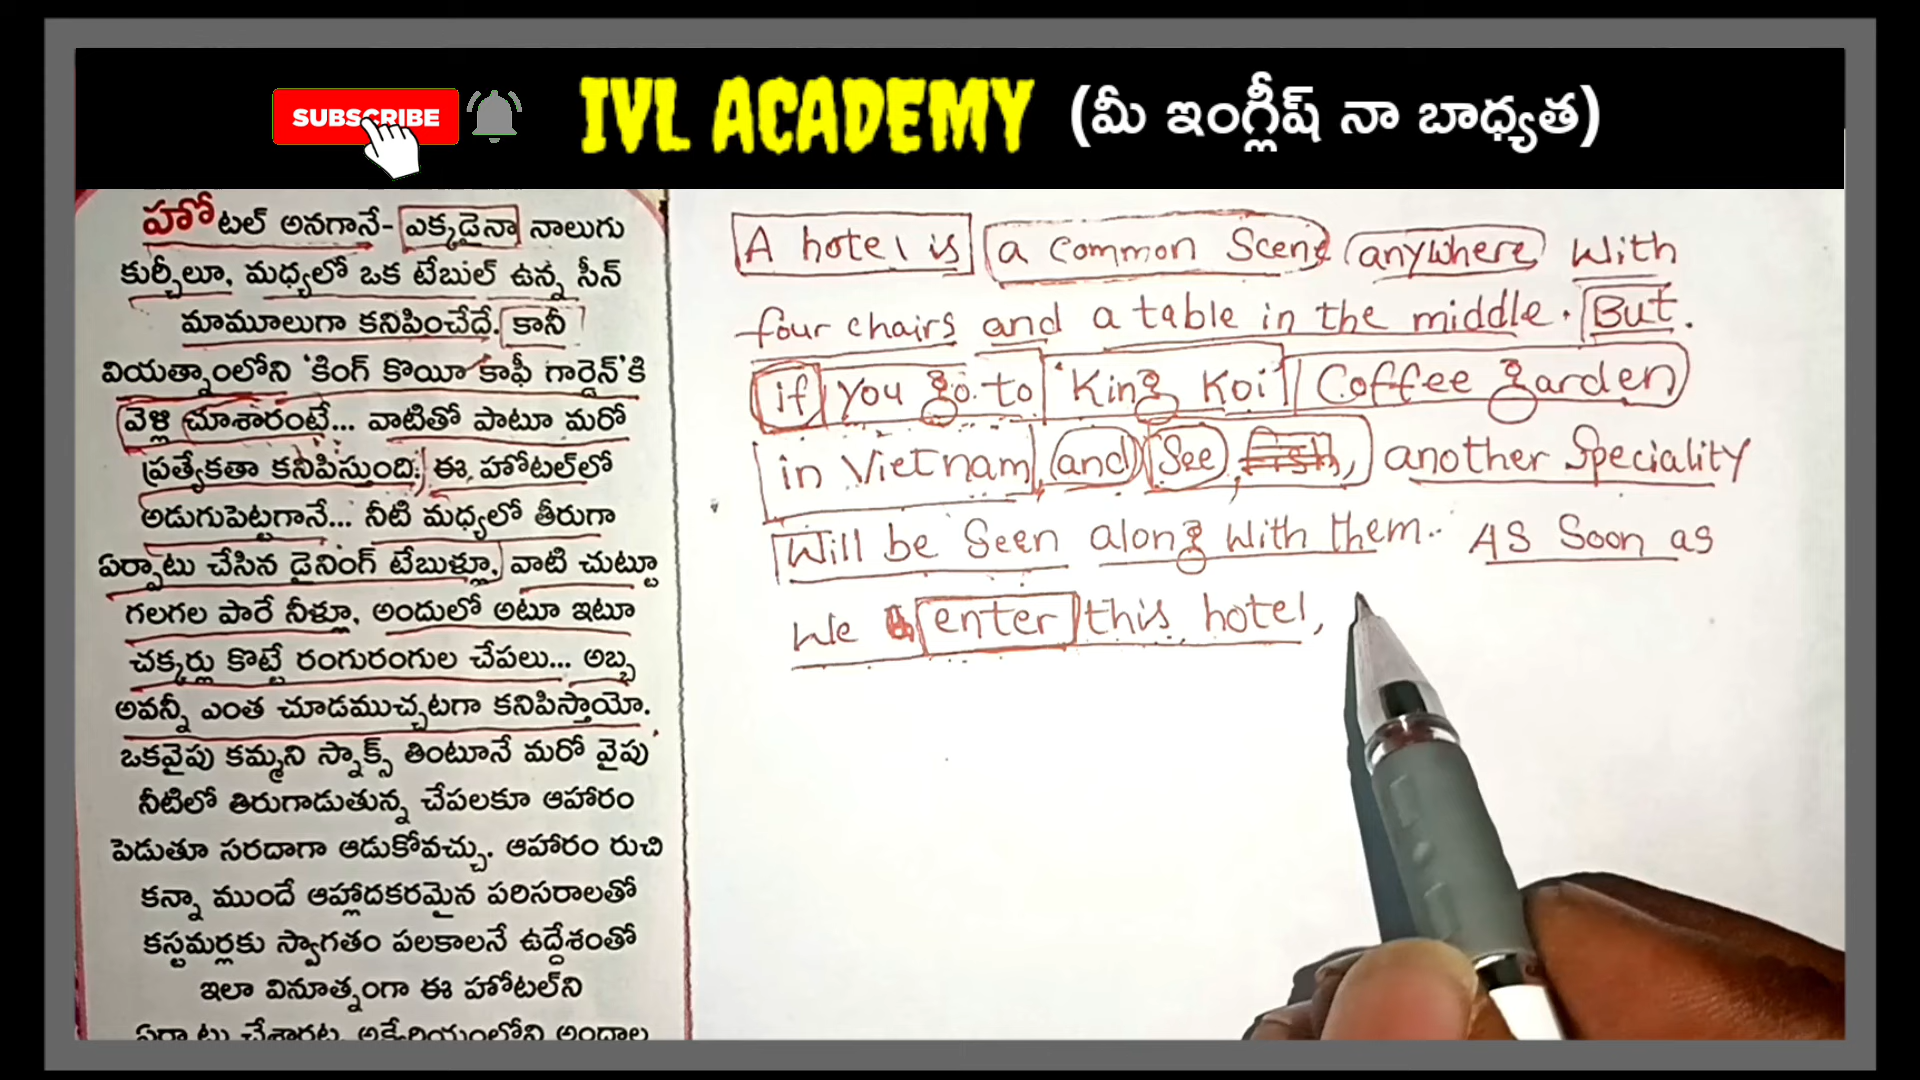 SUBSCRIBE
IVL ACADEMY (మీ ఇంగ్లీష్ నా బాధ్యత)
హోటల్ అనగానే- ఎక్కడైనా నాలుగు
కుర్చీలూ, మధ్యలో ఒక టేబుల్ ఉన్న సీన్
మామూలుగా కనిపించేదే. కానీ
వియత్నాంలోని 'కింగ్ కొయీ కాఫీ గార్డెన్'కి
వెళ్లి చూశారంటే... వాటితో పాటూ మరో
ప్రత్యేకతా కనిపిస్తుంది. ఈ హోటల్‌లో
అడుగుపెట్టగానే... నీటి మధ్యలో తీరుగా
ఏర్పాటు చేసిన డైనింగ్ టేబుళ్లూ, వాటి చుట్టూ
గలగల పారే నీళ్లూ, అందులో అటూ ఇటూ
చక్కర్లు కొట్టే రంగురంగుల చేపలు... అబ్బ
అవన్నీ ఎంత చూడముచ్చటగా కనిపిస్తాయో.
ఒకవైపు కమ్మని స్నాక్స్ తింటూనే మరో వైపు
నీటిలో తిరుగాడుతున్న చేపలకూ ఆహారం
పెడుతూ సరదాగా ఆడుకోవచ్చు. ఆహారం రుచి
కన్నా ముందే ఆహ్లాదకరమైన పరిసరాలతో
కస్టమర్లకు స్వాగతం పలకాలనే ఉద్దేశంతో
ఇలా వినూత్నంగా ఈ హోటల్‌ని
ఏర్పాటు చేశారట. అక్వేరియంలోని అందాల
A hotel is a common Scene anywhere With
four chairs and a table in the middle. But.
if you go to 'King Koi' Coffee garden
in Vietnam, and See, another Speciality
Will be Seen along With them. As Soon as
We enter this hotel,